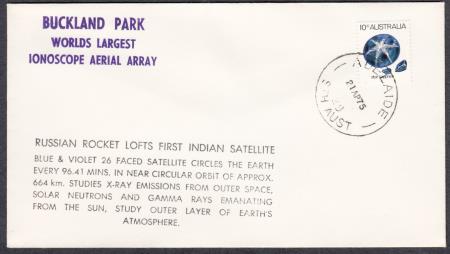 BUCKLAND PARK
WORLDS LARGEST
IONOSCOPE AERIAL ARRAY
10c AUSTRALIA
ADELAIDE
21AP75
STH AUST
RUSSIAN ROCKET LOFTS FIRST INDIAN SATELLITE
BLUE & VIOLET 26 FACED SATELLITE CIRCLES THE EARTH
EVERY 96.41 MINS. IN NEAR CIRCULAR ORBIT OF APPROX.
664 km. STUDIES X-RAY EMISSIONS FROM OUTER SPACE,
SOLAR NEUTRONS AND GAMMA RAYS EMANATING
FROM THE SUN, STUDY OUTER LAYER OF EARTH'S
ATMOSPHERE.